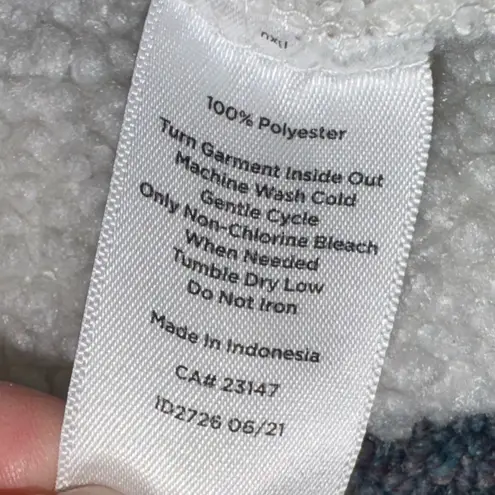 100% Polyester
Turn Garment Inside Out
Machine Wash Cold
Gentle Cycle
Only Non-Chlorine Bleach
When Needed
Tumble Dry Low
Do Not Iron
Made in Indonesia
CA# 23147
ID2726 06/21